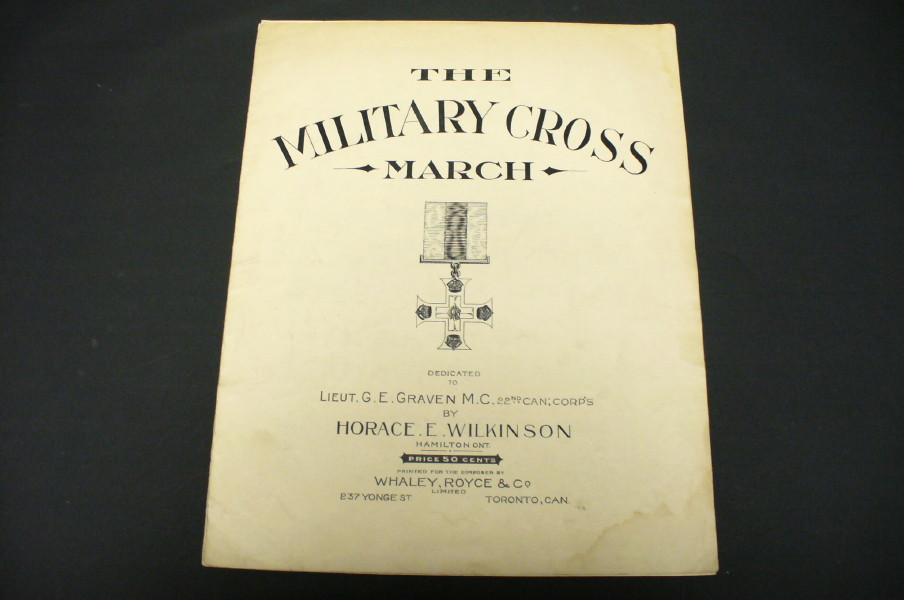 THE
MILITARY CROSS
MARCH
DEDICATED
TO
LIEUT. G. E. GRAVEN M.C. 22ND CAN; CORP'S
BY
HORACE. E. WILKINSON
HAMILTON ONT.
PRICE 50 CENTS
PRINTED FOR THE COMPOSER BY
WHALEY, ROYCE & CO
LIMITED
237 YONGE ST TORONTO, CAN.